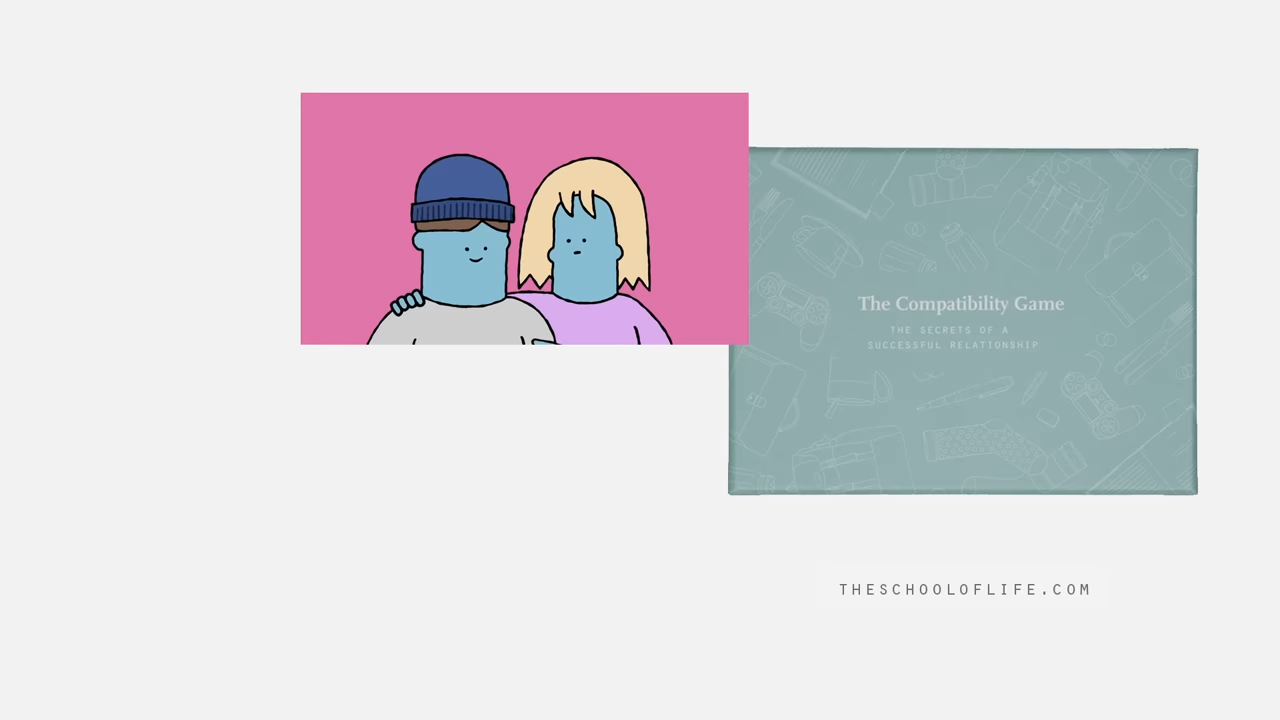 The Compatibility Game
THE SECRETS OF A
SUCCESSFUL RELATIONSHIP
THESCHOOLOFLIFE.COM